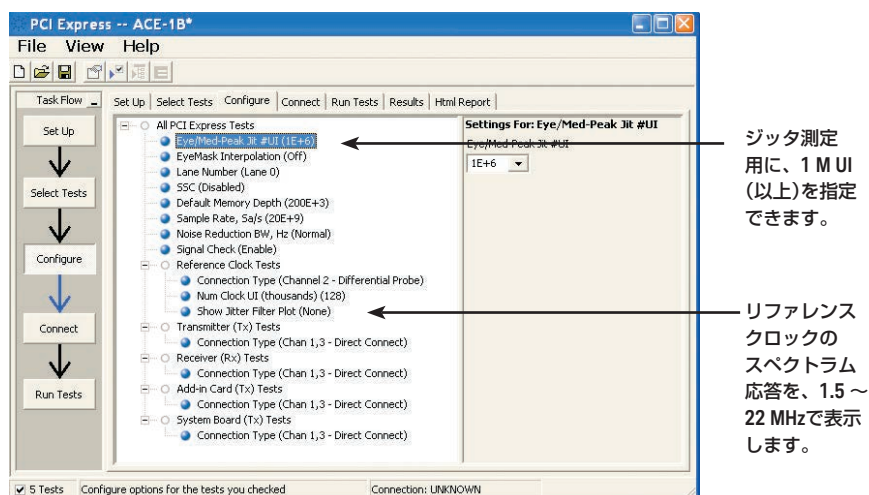 PCI Express -- ACE-1B*
File View Help
Task Flow
Set Up
Select Tests
Configure
Connect
Run Tests
Set Up Select Tests Configure Connect Run Tests Results Html Report
All PCI Express Tests
Eye/Med-Peak Jit #UI (1E+6)
EyeMask Interpolation (Off)
Lane Number (Lane 0)
SSC (Disabled)
Default Memory Depth (200E+3)
Sample Rate, Sa/s (20E+9)
Noise Reduction BW, Hz (Normal)
Signal Check (Enable)
Reference Clock Tests
Connection Type (Channel 2 - Differential Probe)
Num Clock UI (thousands) (128)
Show Jitter Filter Plot (None)
Transmitter (Tx) Tests
Connection Type (Chan 1,3 - Direct Connect)
Receiver (Rx) Tests
Connection Type (Chan 1,3 - Direct Connect)
Add-in Card (Tx) Tests
Connection Type (Chan 1,3 - Direct Connect)
System Board (Tx) Tests
Connection Type (Chan 1,3 - Direct Connect)
Settings For: Eye/Med-Peak Jit #UI
Eye/Med-Peak Jit #UI
1E+6
5 Tests Configure options for the tests you checked Connection: UNKNOWN
ジッタ測定
用に、1 M UI
(以上)を指定
できます。
リファレンス
クロックの
スペクトラム
応答を、1.5 ～
22 MHzで表示
します。